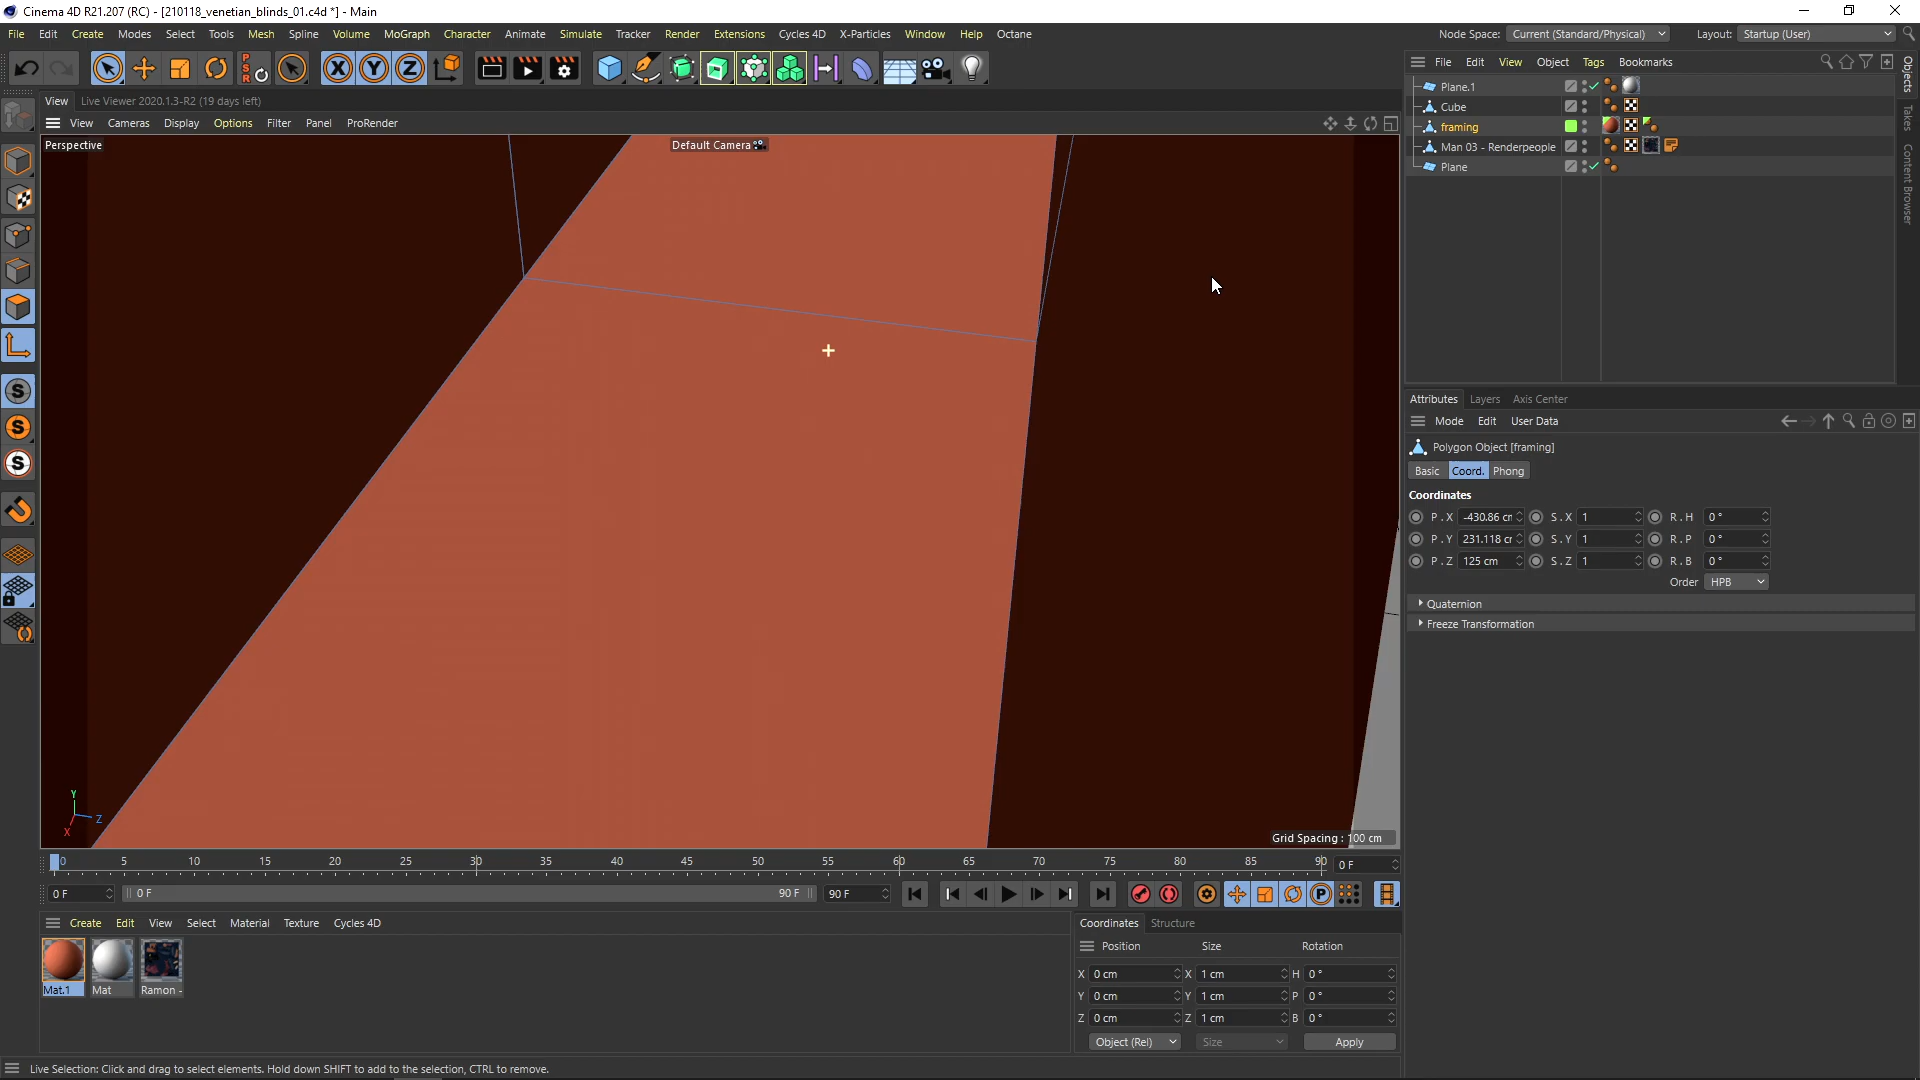 Cinema 4D R21.207 (RC) - [210118_venetian_blinds_01.c4d *] - Main
File Edit Create Modes Select Tools Mesh Spline Volume MoGraph Character Animate Simulate Tracker Render Extensions Cycles 4D X-Particles Window Help Octane
Node Space: Current (Standard/Physical) Layout: Startup (User)
PSR X Y Z
File Edit View Object Tags Bookmarks
View Live Viewer 2020.1.3-R2 (19 days left)
View Cameras Display Options Filter Panel ProRender
Perspective
Default Camera
Plane.1
Cube
framing
Man 03 - Renderpeople
Plane
Objects
Takes
Content Browser
S
S
S
Attributes Layers Axis Center
Mode Edit User Data
Polygon Object [framing]
Basic Coord. Phong
Coordinates
P . X -430.86 cr S . X 1 R . H 0 °
P . Y 231.118 cr S . Y 1 R . P 0 °
P . Z 125 cm S . Z 1 R . B 0 °
Order HPB
Quaternion
Freeze Transformation
Y
Z
X
Grid Spacing : 100 cm
0 5 10 15 20 25 30 35 40 45 50 55 60 65 70 75 80 85 90 0 F
0 F 0 F 90 F 90 F P
Create Edit View Select Material Texture Cycles 4D
Mat.1 Mat Ramon -
Coordinates Structure
Position Size Rotation
X 0 cm X 1 cm H 0 °
Y 0 cm Y 1 cm P 0 °
Z 0 cm Z 1 cm B 0 °
Object (Rel) Size Apply
Live Selection: Click and drag to select elements. Hold down SHIFT to add to the selection, CTRL to remove.